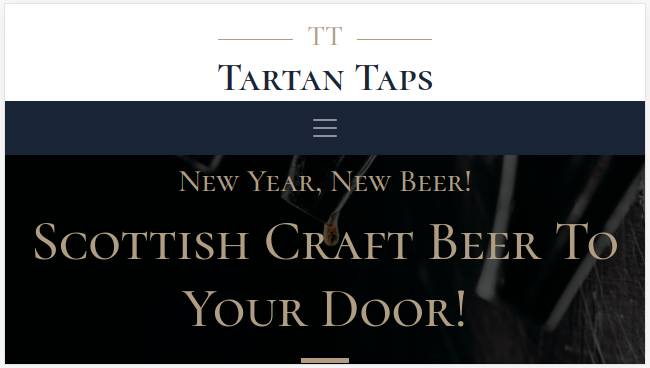 TT
Tartan Taps
New Year, New Beer!
Scottish Craft Beer To
Your Door!